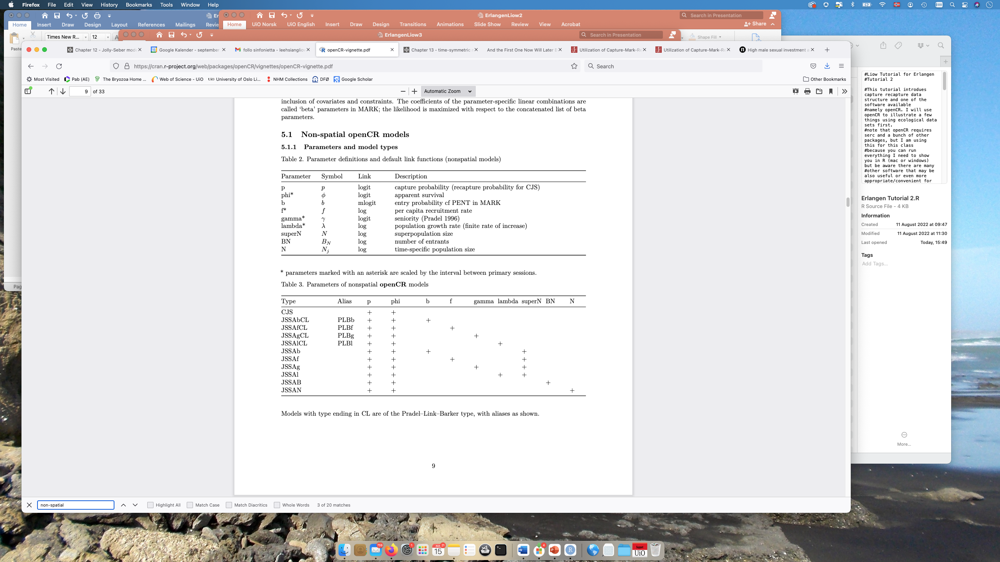 Firefox File Edit View History Bookmarks Tools Window Help
ErlangenLiow2
Search in Presentation
Home Insert Draw Design Layout References Mailings
Home UiO Norsk UiO English Insert Draw Design Transitions Animations Slide Show Review View Acrobat
Share
Paste
Times New R... 12
ErlangenLiow3
Search in Presentation
Shape Fill
Chapter 12 - Jolly-Seber mod
Google Kalender - september
follo sinfonietta - leehsiangliow
openCR-vignette.pdf
Chapter 13 - time-symmetric
And the First One Now Will Later B
Utilization of Capture-Mark-Re
Utilization of Capture-Mark-Re
High male sexual investment a
https://cran.r-project.org/web/packages/openCR/vignettes/openCR-vignette.pdf
Search
Most Visited Pab (AE) The Bryozoa Home ... Web of Science - UiO University of Oslo Li... NHM Collections DFØ Google Scholar
Other Bookmarks
9 of 33
Automatic Zoom
inclusion of covariates and constraints. The coefficients of the parameter-specific linear combinations are
called ‘beta’ parameters in MARK; the likelihood is maximized with respect to the concatenated list of beta
parameters.
5.1 Non-spatial openCR models
5.1.1 Parameters and model types
Table 2. Parameter definitions and default link functions (nonspatial models)
Parameter Symbol Link Description
p p logit capture probability (recapture probability for CJS)
phi* ϕ logit apparent survival
b b mlogit entry probability cf PENT in MARK
f* f log per capita recruitment rate
gamma* γ logit seniority (Pradel 1996)
lambda* λ log population growth rate (finite rate of increase)
superN N log superpopulation size
BN B_N log number of entrants
N N_j log time-specific population size
* parameters marked with an asterisk are scaled by the interval between primary sessions.
Table 3. Parameters of nonspatial openCR models
Type Alias p phi b f gamma lambda superN BN N
CJS + +
JSSAbCL PLBb + + +
JSSAfCL PLBf + + +
JSSAgCL PLBg + + +
JSSAlCL PLBl + + +
JSSAb + + + +
JSSAf + + + +
JSSAg + + + +
JSSAl + + + +
JSSAB + + +
JSSAN + + +
Models with type ending in CL are of the Pradel–Link–Barker type, with aliases as shown.
9
non-spatial
Highlight All Match Case Match Diacritics Whole Words 3 of 20 matches
#Liow Tutorial for Erlangen
#Tutorial 2
#This tutorial introdues
capture recapture data
structure and one of the
software available
#namely openCR. I will use
openCR to illustrate a few
things using ecological data
sets first.
#note that openCR requires
serc and a bunch of other
packages, but I am using
this for this class
#because you can run
everything I need to show
you in R (mac or windows)
but be aware there are many
#other software that may be
also useful or even more
appropriate/convenient for
Erlangen Tutorial 2.R
R Source File - 4 KB
Information
Created 11 August 2022 at 09:47
Modified 11 August 2022 at 11:30
Last opened Today, 15:49
Tags
Add Tags...
More...
759
1
AUG 21
15
4
Support
UiO